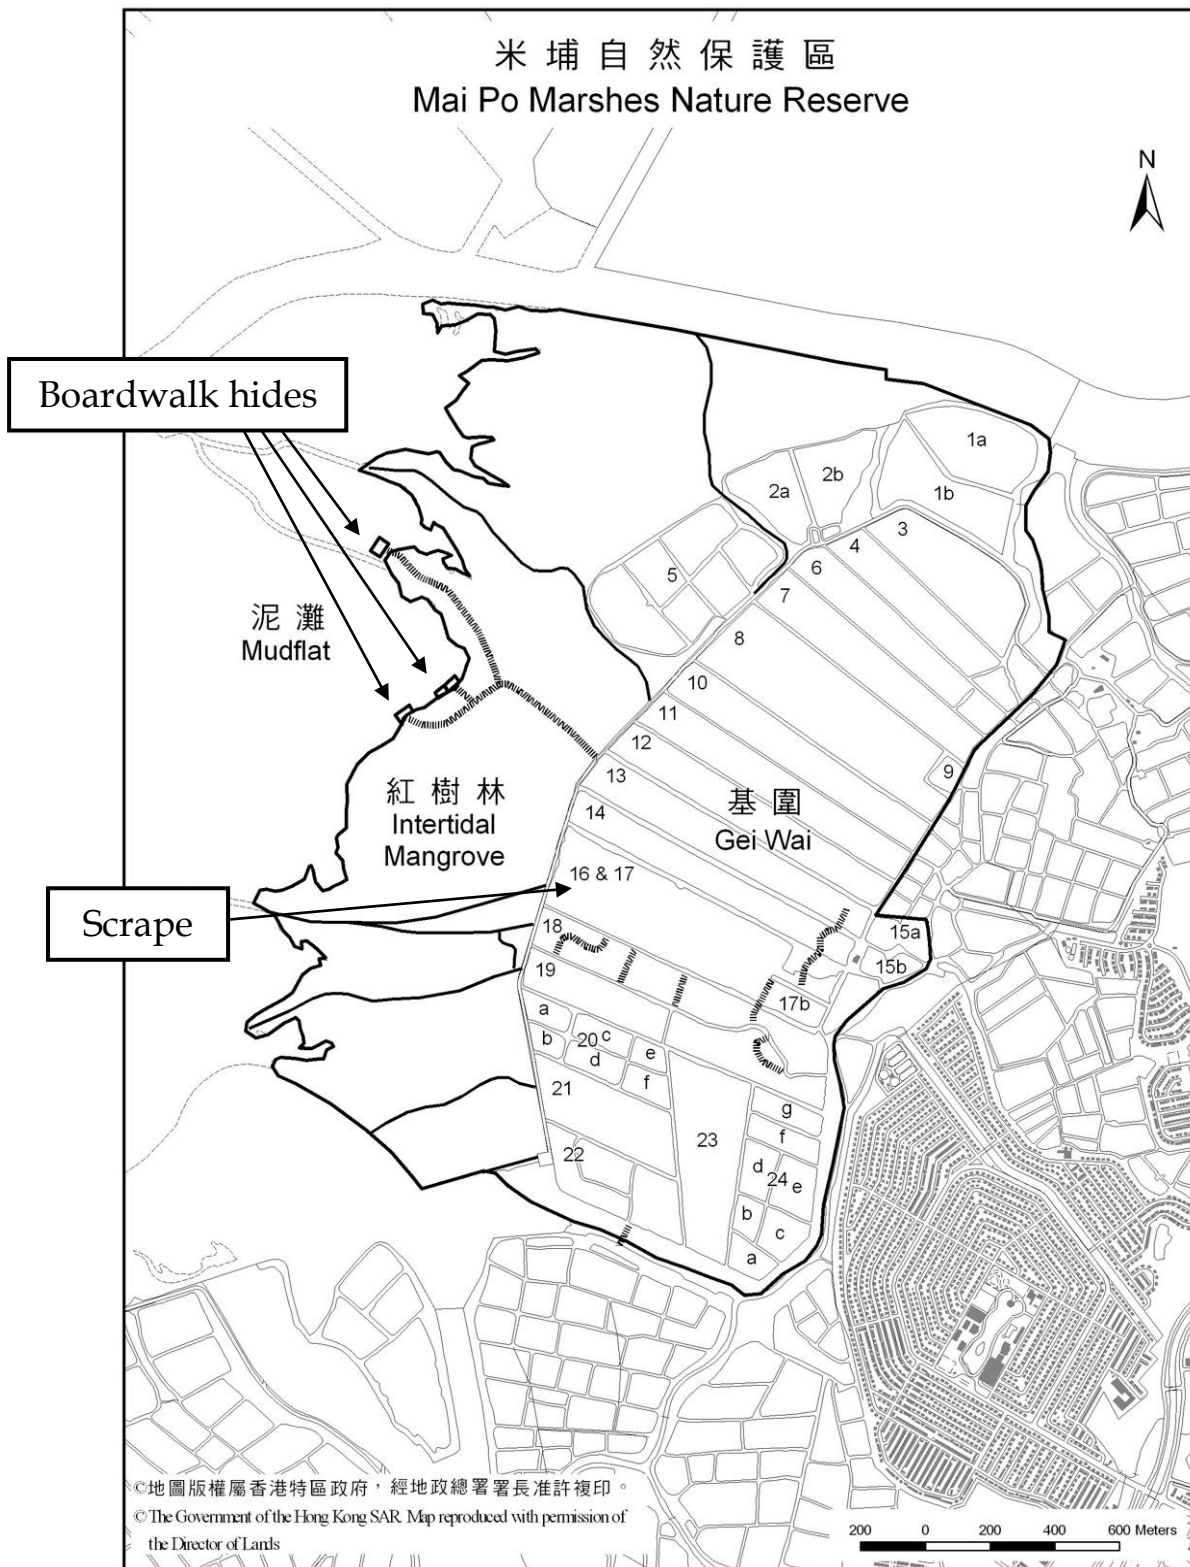 米埔自然保護區
Mai Po Marshes Nature Reserve
N
Boardwalk hides
1a
2b
2a
1b
3
4
6
5
7
泥灘
Mudflat
8
10
11
12
9
13
紅樹林
Intertidal
Mangrove
基圍
Gei Wai
14
16 & 17
Scrape
18
15a
15b
19
17b
a
b
20
c
d
e
f
21
g
f
23
22
d
24
e
b
c
a
©地圖版權屬香港特區政府，經地政總署署長准許複印。
© The Government of the Hong Kong SAR. Map reproduced with permission of
the Director of Lands
200 0 200 400 600 Meters